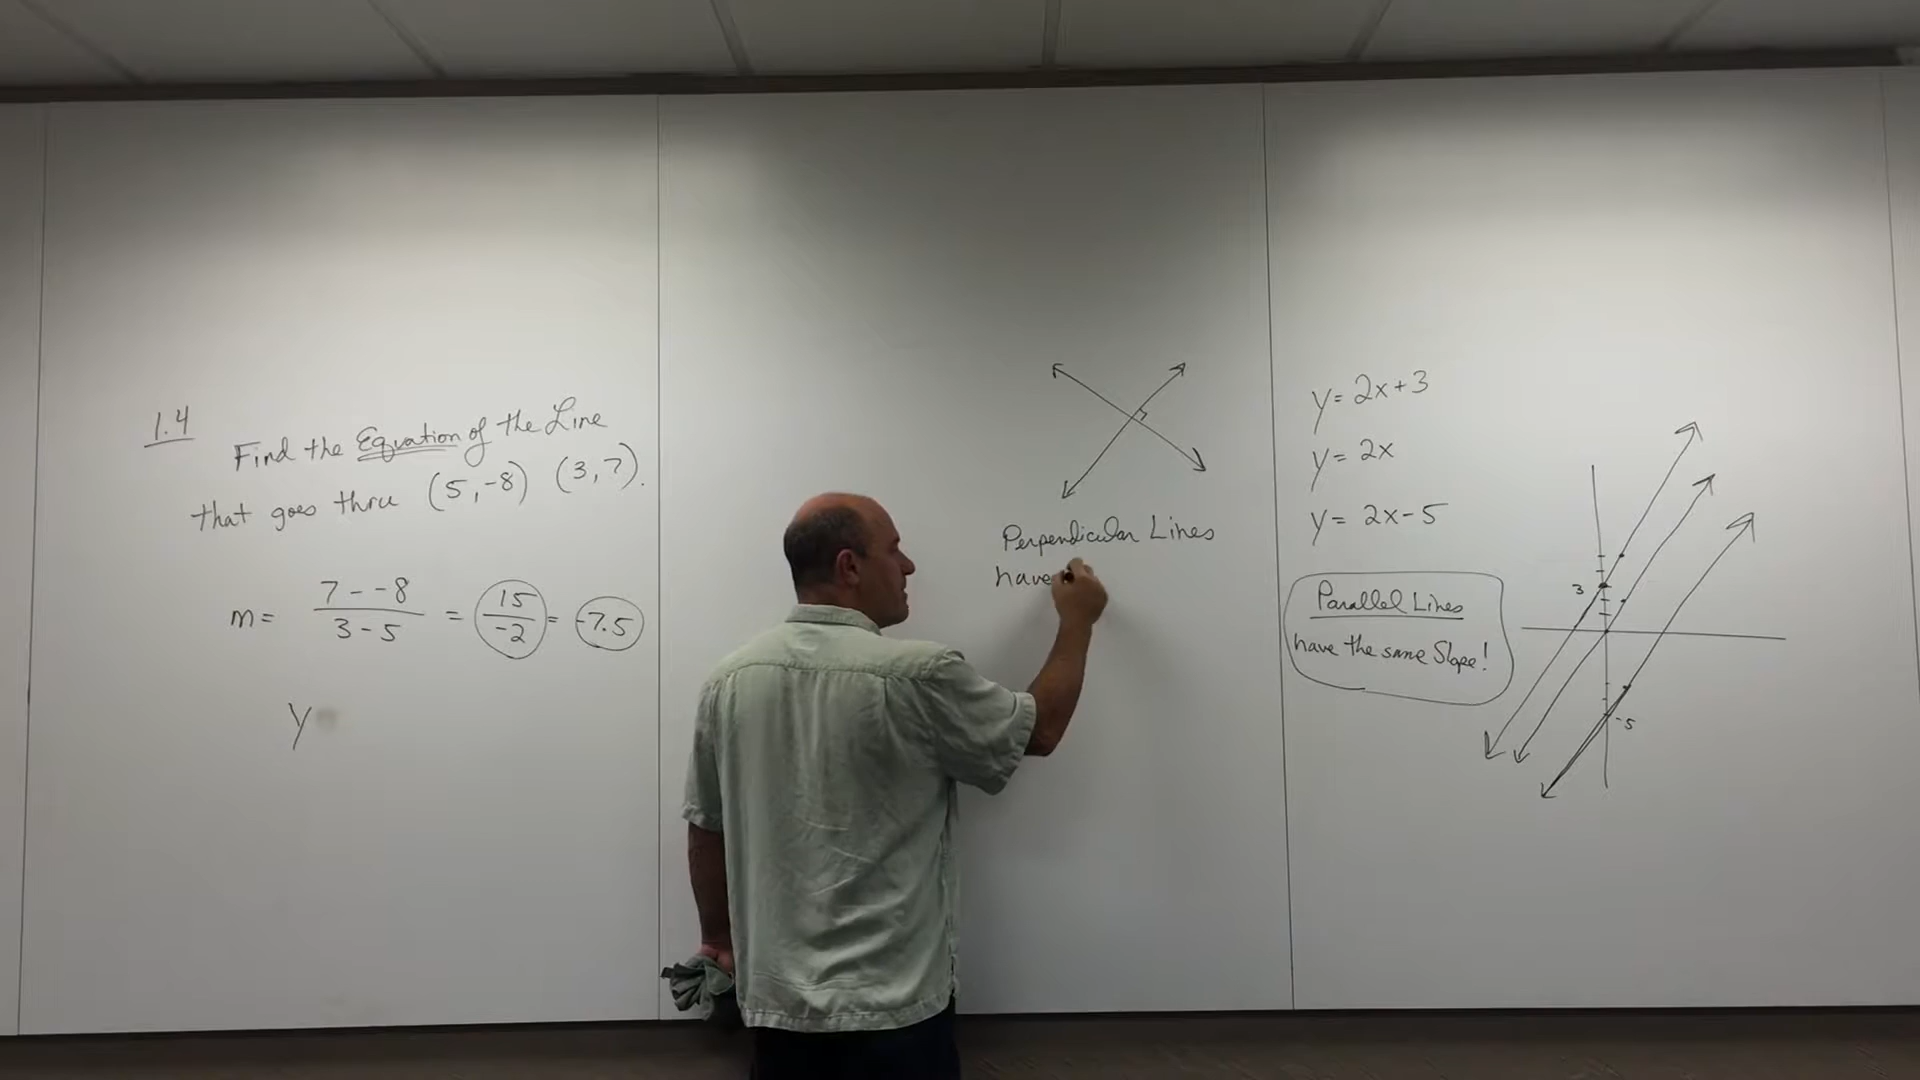 1.4
Find the Equation of the Line
that goes thru (5,-8) (3,7).
m = 7 - -8 / 3 - 5 = 15 / -2 = -7.5
y
Perpendicular Lines
have
y = 2x + 3
y = 2x
y = 2x - 5
Parallel Lines
have the same Slope!
3
-5